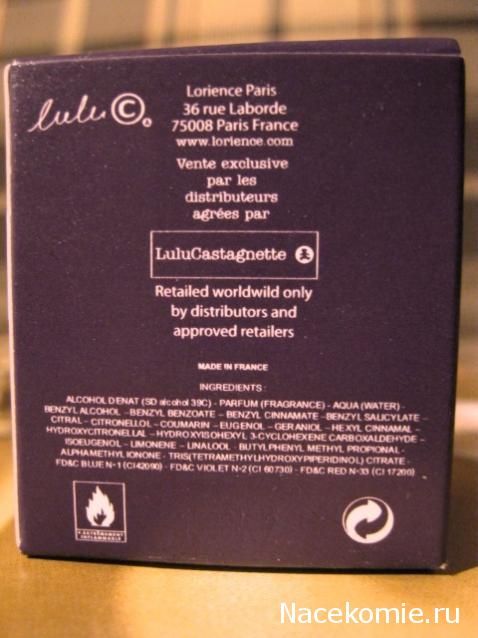 lulu ©
Lorience Paris
36 rue Laborde
75008 Paris France
www.lorience.com
Vente exclusive
par les
distributeurs
agrées par
LuluCastagnette
Retailed worldwild only
by distributors and
approved retailers
MADE IN FRANCE
INGREDIENTS :
ALCOHOL DENAT (SD alcohol 39C) - PARFUM (FRAGRANCE) - AQUA (WATER) -
BENZYL ALCOHOL - BENZYL BENZOATE - BENZYL CINNAMATE - BENZYL SALICYLATE -
CITRAL - CITRONELLOL - COUMARIN - EUGENOL - GERANIOL - HEXYL CINNAMAL -
HYDROXYCITRONELLAL - HYDROXYISOHEXYL 3-CYCLOHEXENE CARBOXALDEHYDE -
ISOEUGENOL - LIMONENE - LINALOOL - BUTYLPHENYL METHYL PROPIONAL -
ALPHA METHYL IONONE - TRIS(TETRAMETHYLHYDROXYPIPERIDINOL) CITRATE -
FD&C BLUE N°1 (CI42090) - FD&C VIOLET N°2 (CI 60730) - FD&C RED N°33 (CI 17200)
EXTRÊMEMENT
INFLAMMABLE
Nacekomie.ru